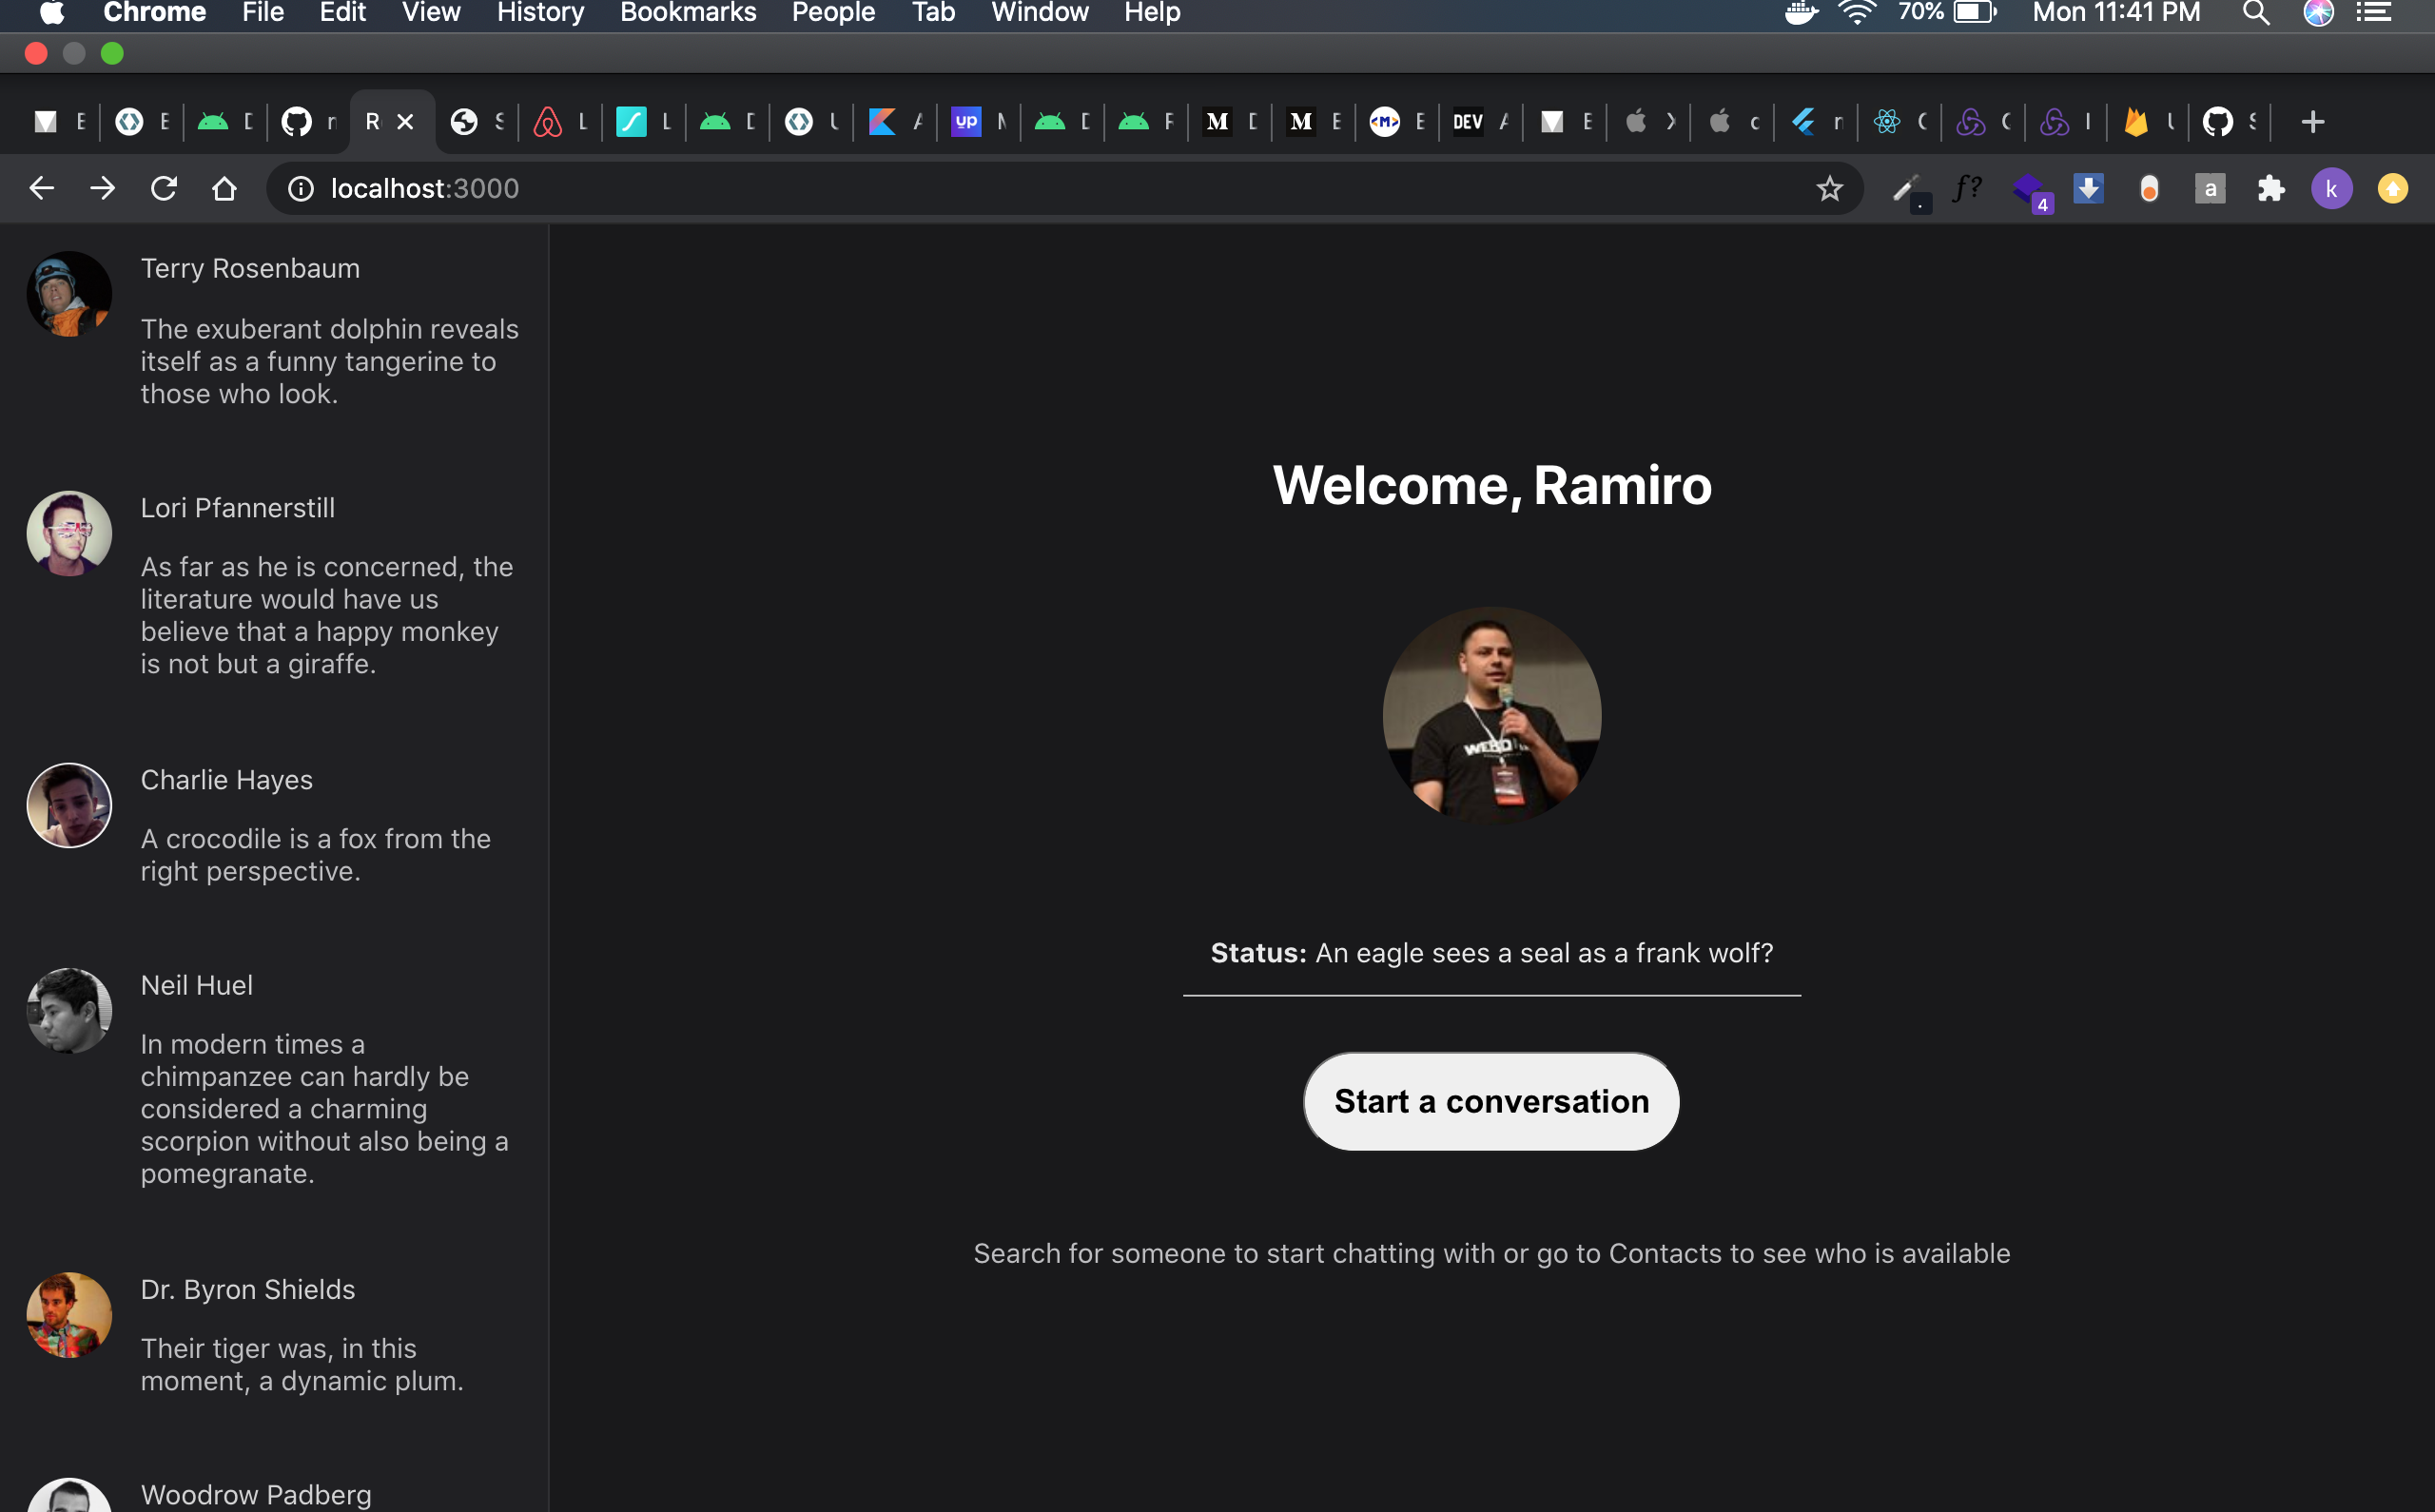 Chrome File Edit View History Bookmarks People Tab Window Help 70% Mon 11:41 PM
E E D n R S L L D U A up N D F M D M E <M> E DEV A E X c n C C I U S
localhost:3000 f? 4 a k
Terry Rosenbaum
The exuberant dolphin reveals
itself as a funny tangerine to
those who look.
Lori Pfannerstill
As far as he is concerned, the
literature would have us
believe that a happy monkey
is not but a giraffe.
Charlie Hayes
A crocodile is a fox from the
right perspective.
Neil Huel
In modern times a
chimpanzee can hardly be
considered a charming
scorpion without also being a
pomegranate.
Dr. Byron Shields
Their tiger was, in this
moment, a dynamic plum.
Woodrow Padberg
Welcome, Ramiro
Status: An eagle sees a seal as a frank wolf?
Start a conversation
Search for someone to start chatting with or go to Contacts to see who is available